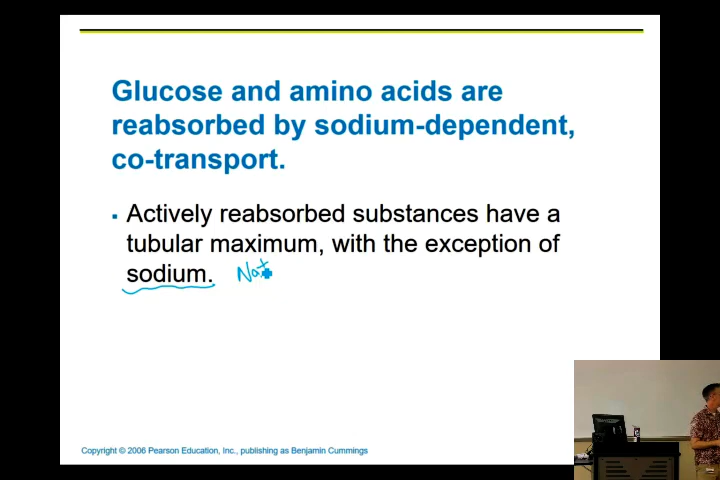 Glucose and amino acids are
reabsorbed by sodium-dependent,
co-transport.
▪ Actively reabsorbed substances have a
tubular maximum, with the exception of
sodium. Na+
Copyright © 2006 Pearson Education, Inc., publishing as Benjamin Cummings